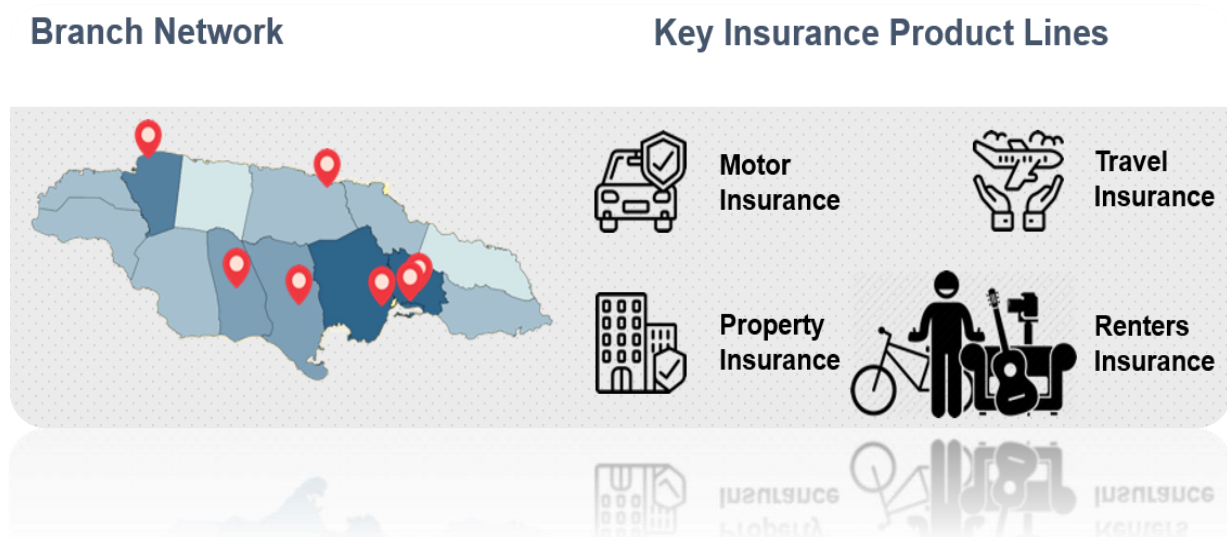 Branch Network
Key Insurance Product Lines
Motor
Insurance
Travel
Insurance
Property
Insurance
Renters
Insurance